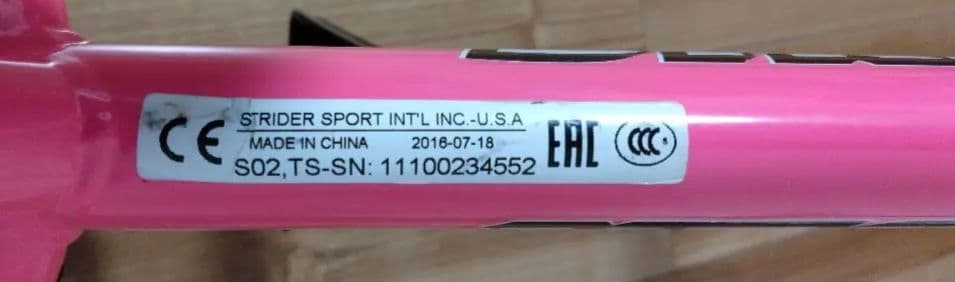 CE
STRIDER SPORT INT'L INC.-U.S.A
MADE IN CHINA 2016-07-18
S02,TS-SN: 11100234552
EAC
CCC